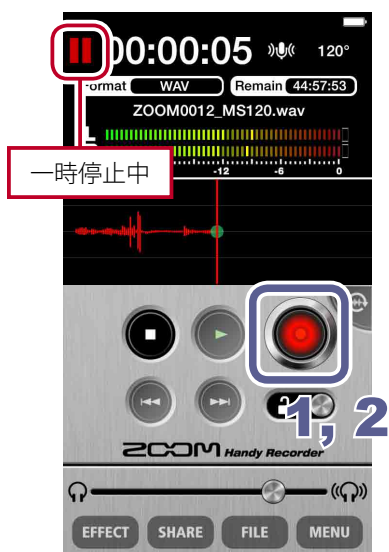 00:00:05 120°
Format WAV Remain 44:57:53
ZOOM0012_MS120.wav
L
-12 -6 0
一時停止中
1, 2
ZOOM Handy Recorder
EFFECT SHARE FILE MENU